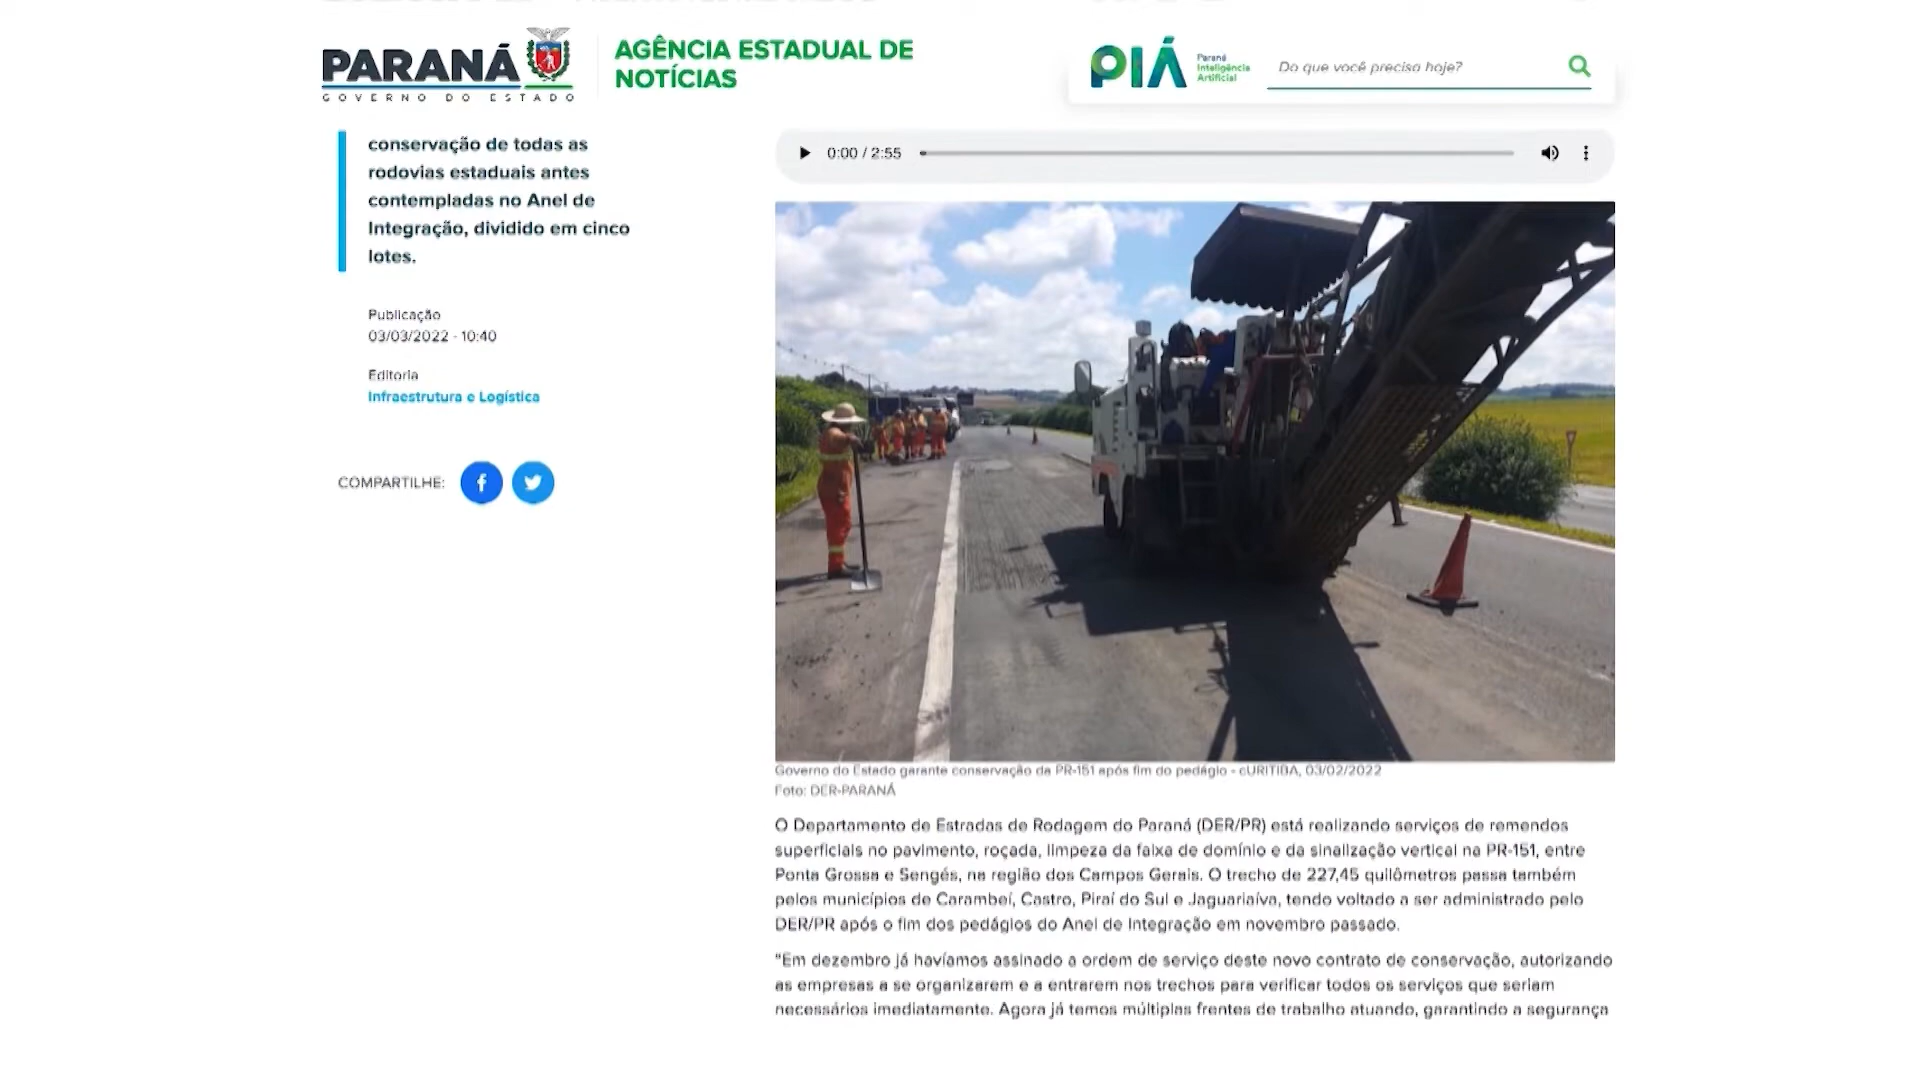 PARANÁ
GOVERNO DO ESTADO
AGÊNCIA ESTADUAL DE
NOTÍCIAS
PIÁ
Paraná
Inteligência
Artificial
Do que você precisa hoje?
conservação de todas as
rodovias estaduais antes
contempladas no Anel de
Integração, dividido em cinco
lotes.
Publicação
03/03/2022 - 10:40
Editoria
Infraestrutura e Logística
COMPARTILHE:
0:00 / 2:55
Governo do Estado garante conservação da PR-151 após fim do pedágio - cURITIBA, 03/02/2022
Foto: DER-PARANÁ
O Departamento de Estradas de Rodagem do Paraná (DER/PR) está realizando serviços de remendos
superficiais no pavimento, roçada, limpeza da faixa de domínio e da sinalização vertical na PR-151, entre
Ponta Grossa e Sengés, na região dos Campos Gerais. O trecho de 227,45 quilômetros passa também
pelos municípios de Carambeí, Castro, Piraí do Sul e Jaguariaíva, tendo voltado a ser administrado pelo
DER/PR após o fim dos pedágios do Anel de Integração em novembro passado.
"Em dezembro já havíamos assinado a ordem de serviço deste novo contrato de conservação, autorizando
as empresas a se organizarem e a entrarem nos trechos para verificar todos os serviços que seriam
necessários imediatamente. Agora já temos múltiplas frentes de trabalho atuando, garantindo a segurança